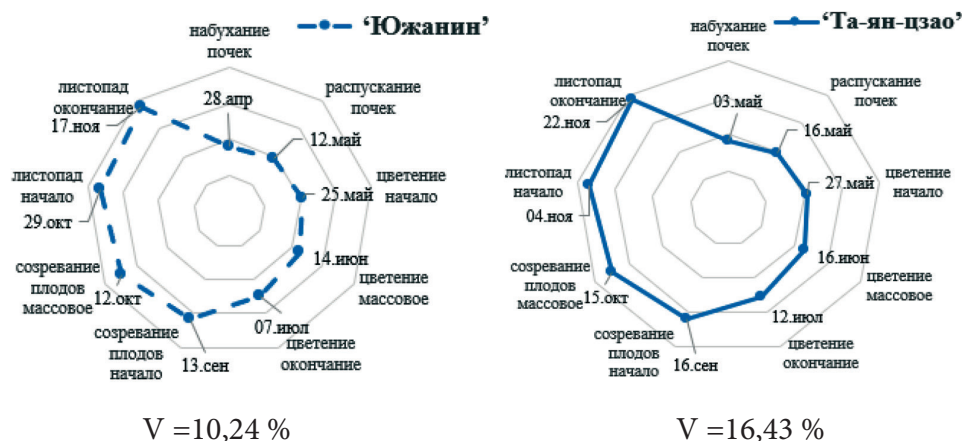 ‘Южанин’
набухание
почек
распускание
почек
цветение
начало
цветение
массовое
цветение
окончание
созревание
плодов
начало
созревание
плодов
массовое
листопад
начало
листопад
окончание
28.апр
12.май
25.май
14.июн
07.июл
13.сен
12.окт
29.окт
17.ноя
V =10,24 %
‘Та-ян-цзао’
набухание
почек
распускание
почек
цветение
начало
цветение
массовое
цветение
окончание
созревание
плодов
начало
созревание
плодов
массовое
листопад
начало
листопад
окончание
03.май
16.май
27.май
16.июн
12.июл
16.сен
15.окт
04.ноя
22.ноя
V =16,43 %